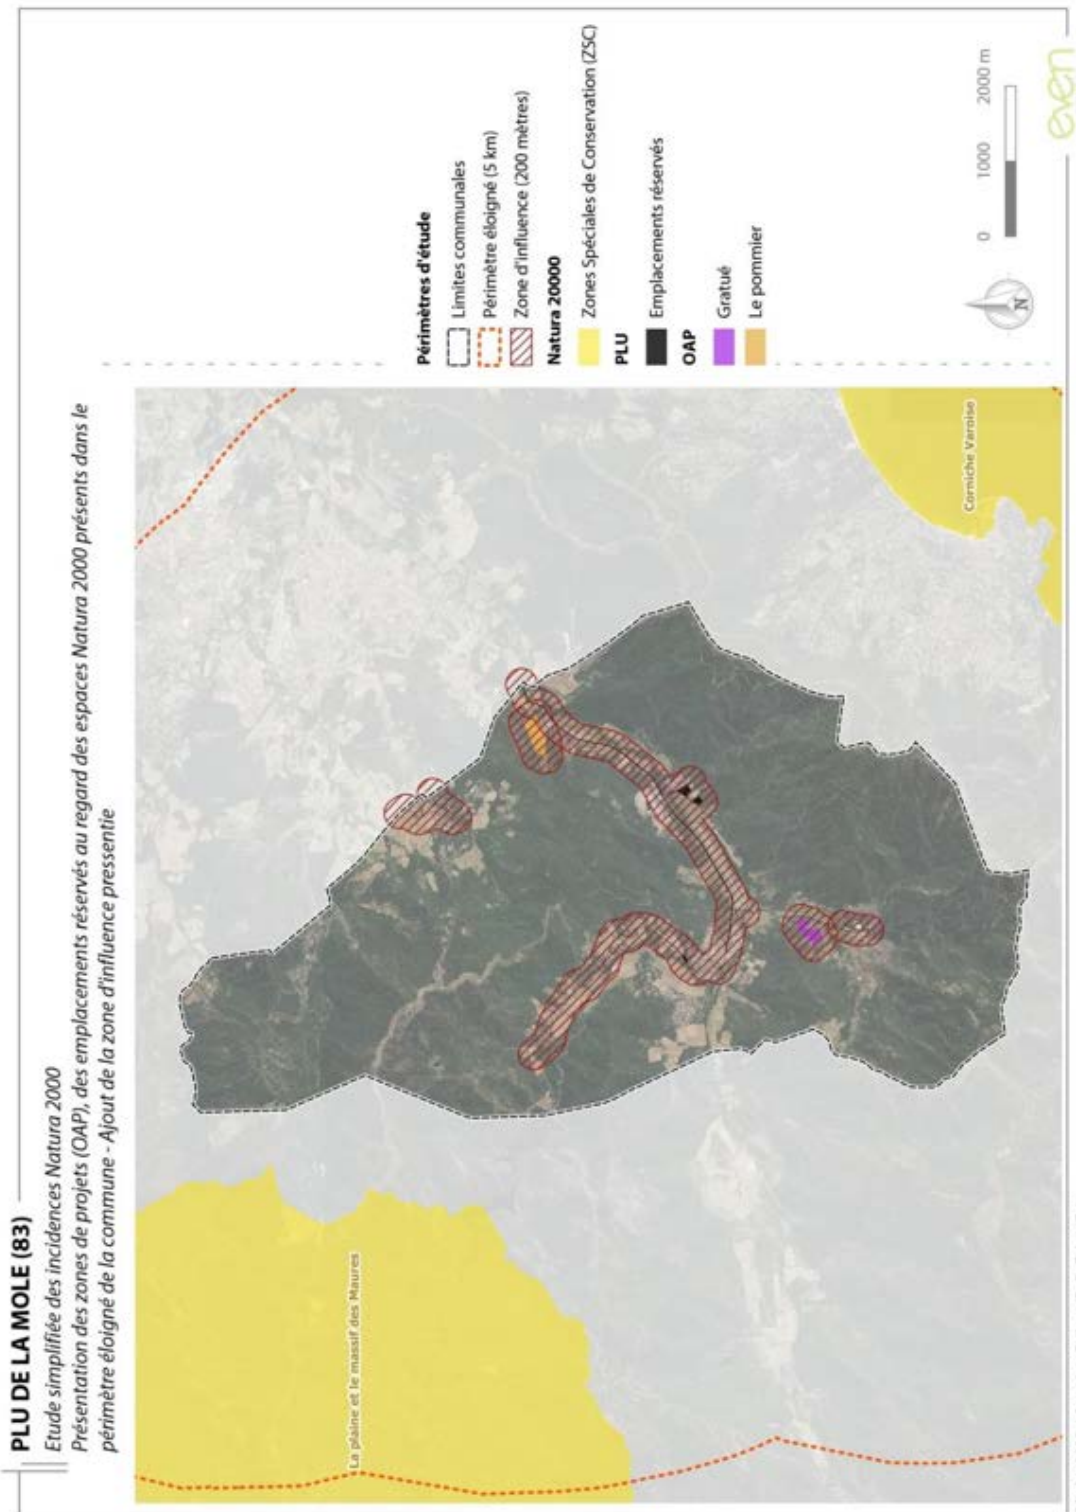 PLU DE LA MOLE (83)
Etude simplifiée des incidences Natura 2000
Présentation des zones de projets (OAP), des emplacements réservés au regard des espaces Natura 2000 présents dans le
périmètre éloigné de la commune - Ajout de la zone d'influence pressentie
La plaine et le massif des Maures
Corniche Varoise
Périmètres d'étude
Limites communales
Périmètre éloigné (5 km)
Zone d'influence (200 mètres)
Natura 20000
Zones Spéciales de Conservation (ZSC)
PLU
Emplacements réservés
OAP
Gratué
Le pommier
N
0 1000 2000 m
even